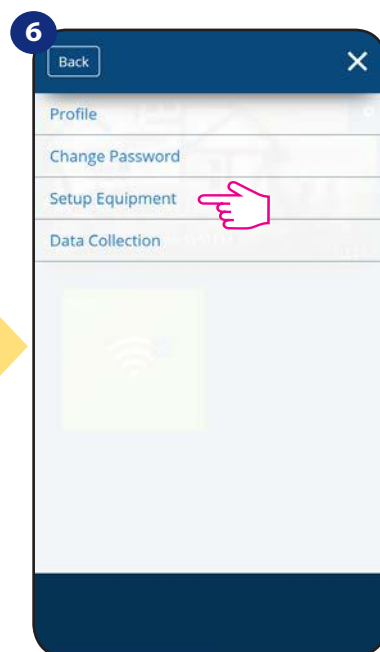 6
Back
Profile
Change Password
Setup Equipment
Data Collection